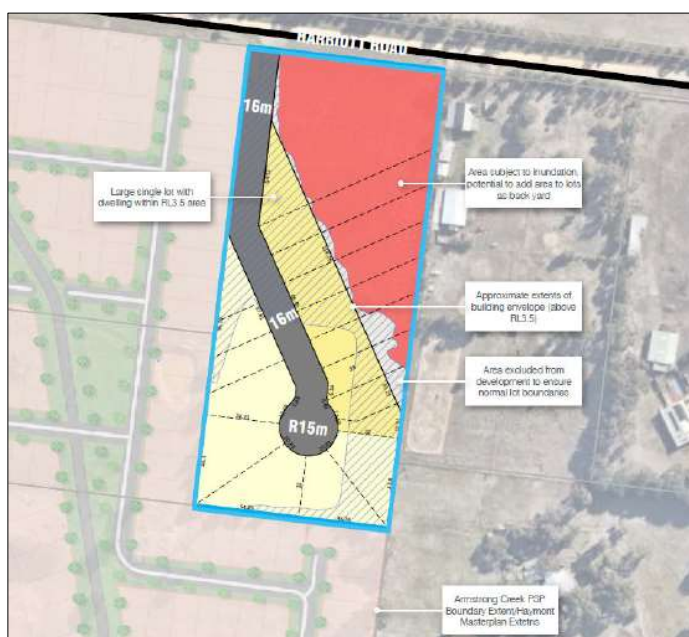 HARRIOTT ROAD
16m
Area subject to inundation,
potential to add area to lots
as back yard
Large single lot with
dwelling within RL3.5 area
Approximate extents of
building envelope (above
RL3.5)
16m
Area excluded from
development to ensure
normal lot boundaries
R15m
Armstrong Creek PSP
Boundary Extent/Haymont
Masterplan Extetns